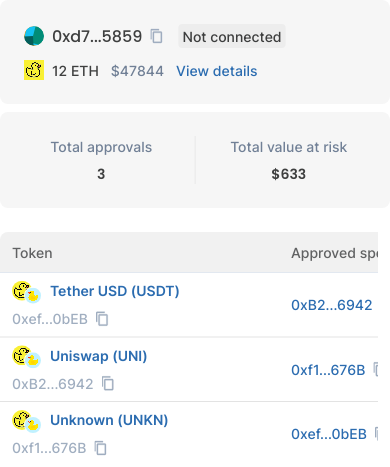 0xd7...5859 Not connected
12 ETH $47844 View details
Total approvals Total value at risk
3 $633
Token Approved spe
Tether USD (USDT)
0xef...0bEB
0xB2...6942
Uniswap (UNI)
0xB2...6942
0xf1...676B
Unknown (UNKN)
0xf1...676B
0xef...0bEB